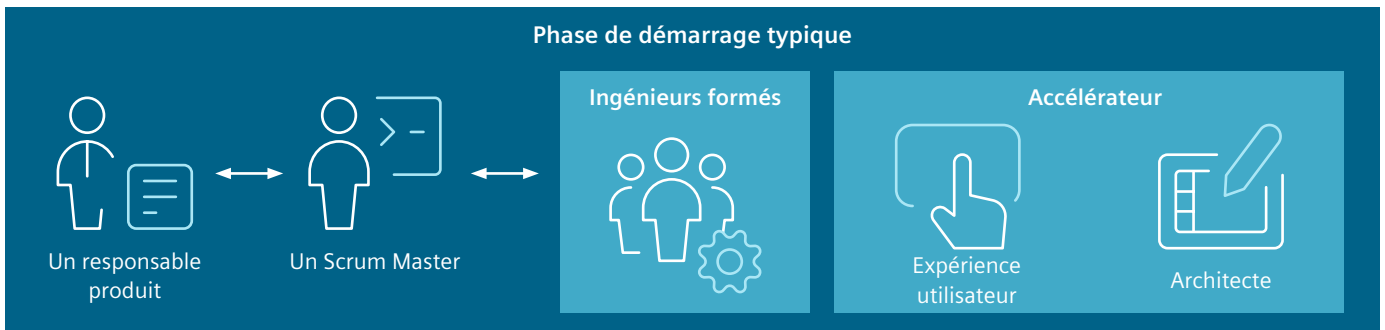 Phase de démarrage typique
Ingénieurs formés
Accélérateur
Un responsable
produit
Un Scrum Master
Expérience
utilisateur
Architecte